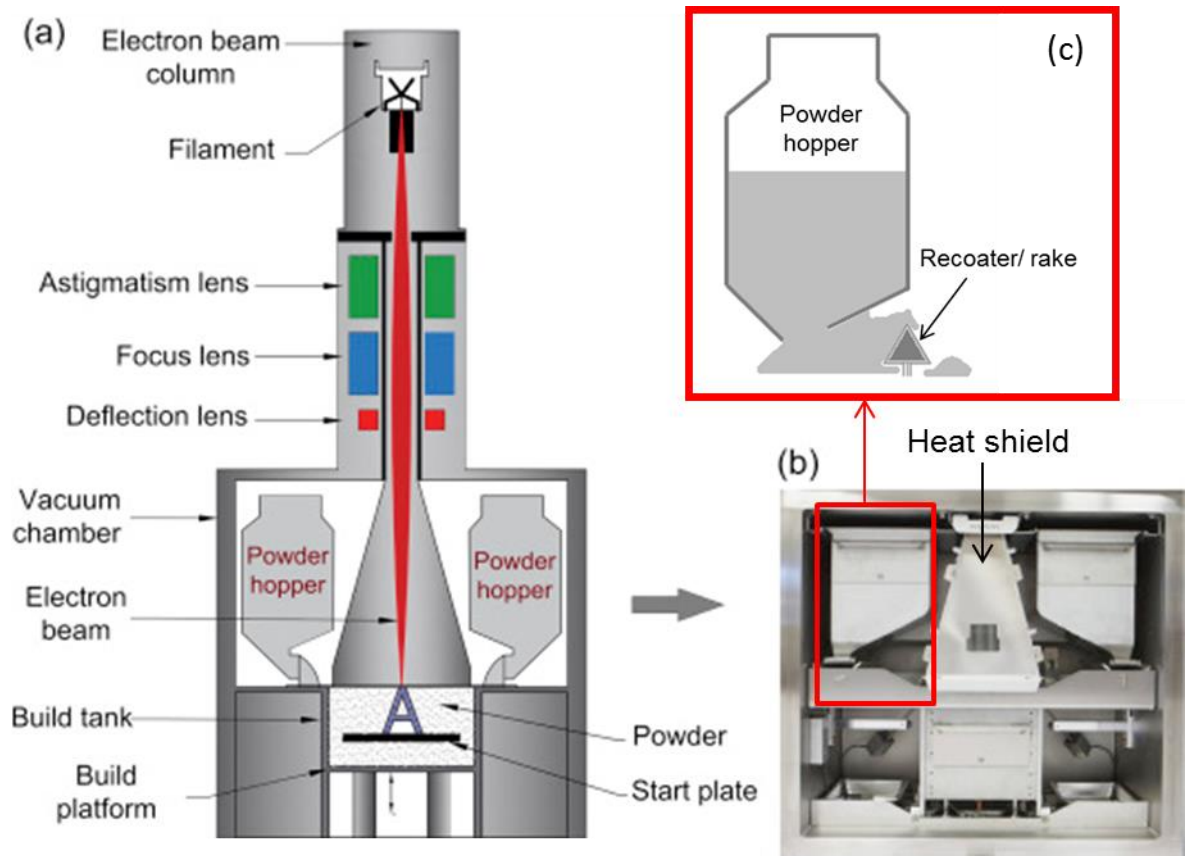 (a)
Electron beam
column
Filament
Astigmatism lens
Focus lens
Deflection lens
Vacuum
chamber
Powder
hopper
Powder
hopper
Electron
beam
Build tank
Build
platform
Powder
Start plate
(c)
Powder
hopper
Recoater/ rake
Heat shield
(b)